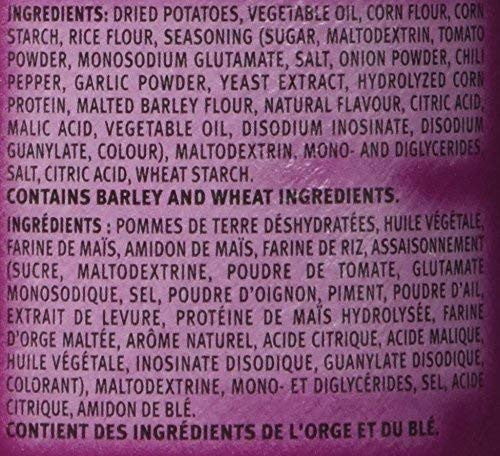 INGREDIENTS: DRIED POTATOES, VEGETABLE OIL, CORN FLOUR, CORN
STARCH, RICE FLOUR, SEASONING (SUGAR, MALTODEXTRIN, TOMATO
POWDER, MONOSODIUM GLUTAMATE, SALT, ONION POWDER, CHILI
PEPPER, GARLIC POWDER, YEAST EXTRACT, HYDROLYZED CORN
PROTEIN, MALTED BARLEY FLOUR, NATURAL FLAVOUR, CITRIC ACID,
MALIC ACID, VEGETABLE OIL, DISODIUM INOSINATE, DISODIUM
GUANYLATE, COLOUR), MALTODEXTRIN, MONO- AND DIGLYCERIDES,
SALT, CITRIC ACID, WHEAT STARCH.
CONTAINS BARLEY AND WHEAT INGREDIENTS.
INGRÉDIENTS : POMMES DE TERRE DÉSHYDRATÉES, HUILE VÉGÉTALE,
FARINE DE MAÏS, AMIDON DE MAÏS, FARINE DE RIZ, ASSAISONNEMENT
(SUCRE, MALTODEXTRINE, POUDRE DE TOMATE, GLUTAMATE
MONOSODIQUE, SEL, POUDRE D'OIGNON, PIMENT, POUDRE D'AIL,
EXTRAIT DE LEVURE, PROTÉINE DE MAÏS HYDROLYSÉE, FARINE
D'ORGE MALTÉE, ARÔME NATUREL, ACIDE CITRIQUE, ACIDE MALIQUE,
HUILE VÉGÉTALE, INOSINATE DISODIQUE, GUANYLATE DISODIQUE,
COLORANT), MALTODEXTRINE, MONO- ET DIGLYCÉRIDES, SEL, ACIDE
CITRIQUE, AMIDON DE BLÉ.
CONTIENT DES INGRÉDIENTS DE L'ORGE ET DU BLÉ.